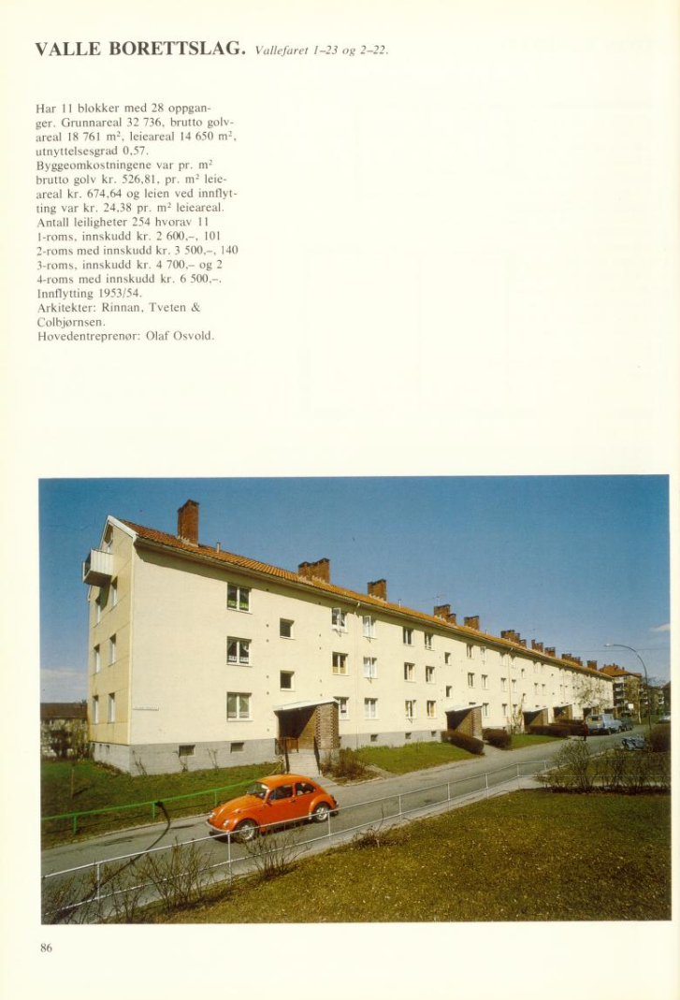 VALLE BORETTSLAG. Vallefaret 1–23 og 2–22.
Har 11 blokker med 28 oppgan-
ger. Grunnareal 32 736, brutto golv-
areal 18 761 m², leieareal 14 650 m²,
utnyttelsesgrad 0,57.
Byggeomkostningene var pr. m²
brutto golv kr. 526,81, pr. m² leie-
areal kr. 674,64 og leien ved innflyt-
ting var kr. 24,38 pr. m² leieareal.
Antall leiligheter 254 hvorav 11
1-roms, innskudd kr. 2 600,–, 101
2-roms med innskudd kr. 3 500,–, 140
3-roms, innskudd kr. 4 700,– og 2
4-roms med innskudd kr. 6 500,–.
Innflytting 1953/54.
Arkitekter: Rinnan, Tveten &
Colbjørnsen.
Hovedentreprenør: Olaf Osvold.
86